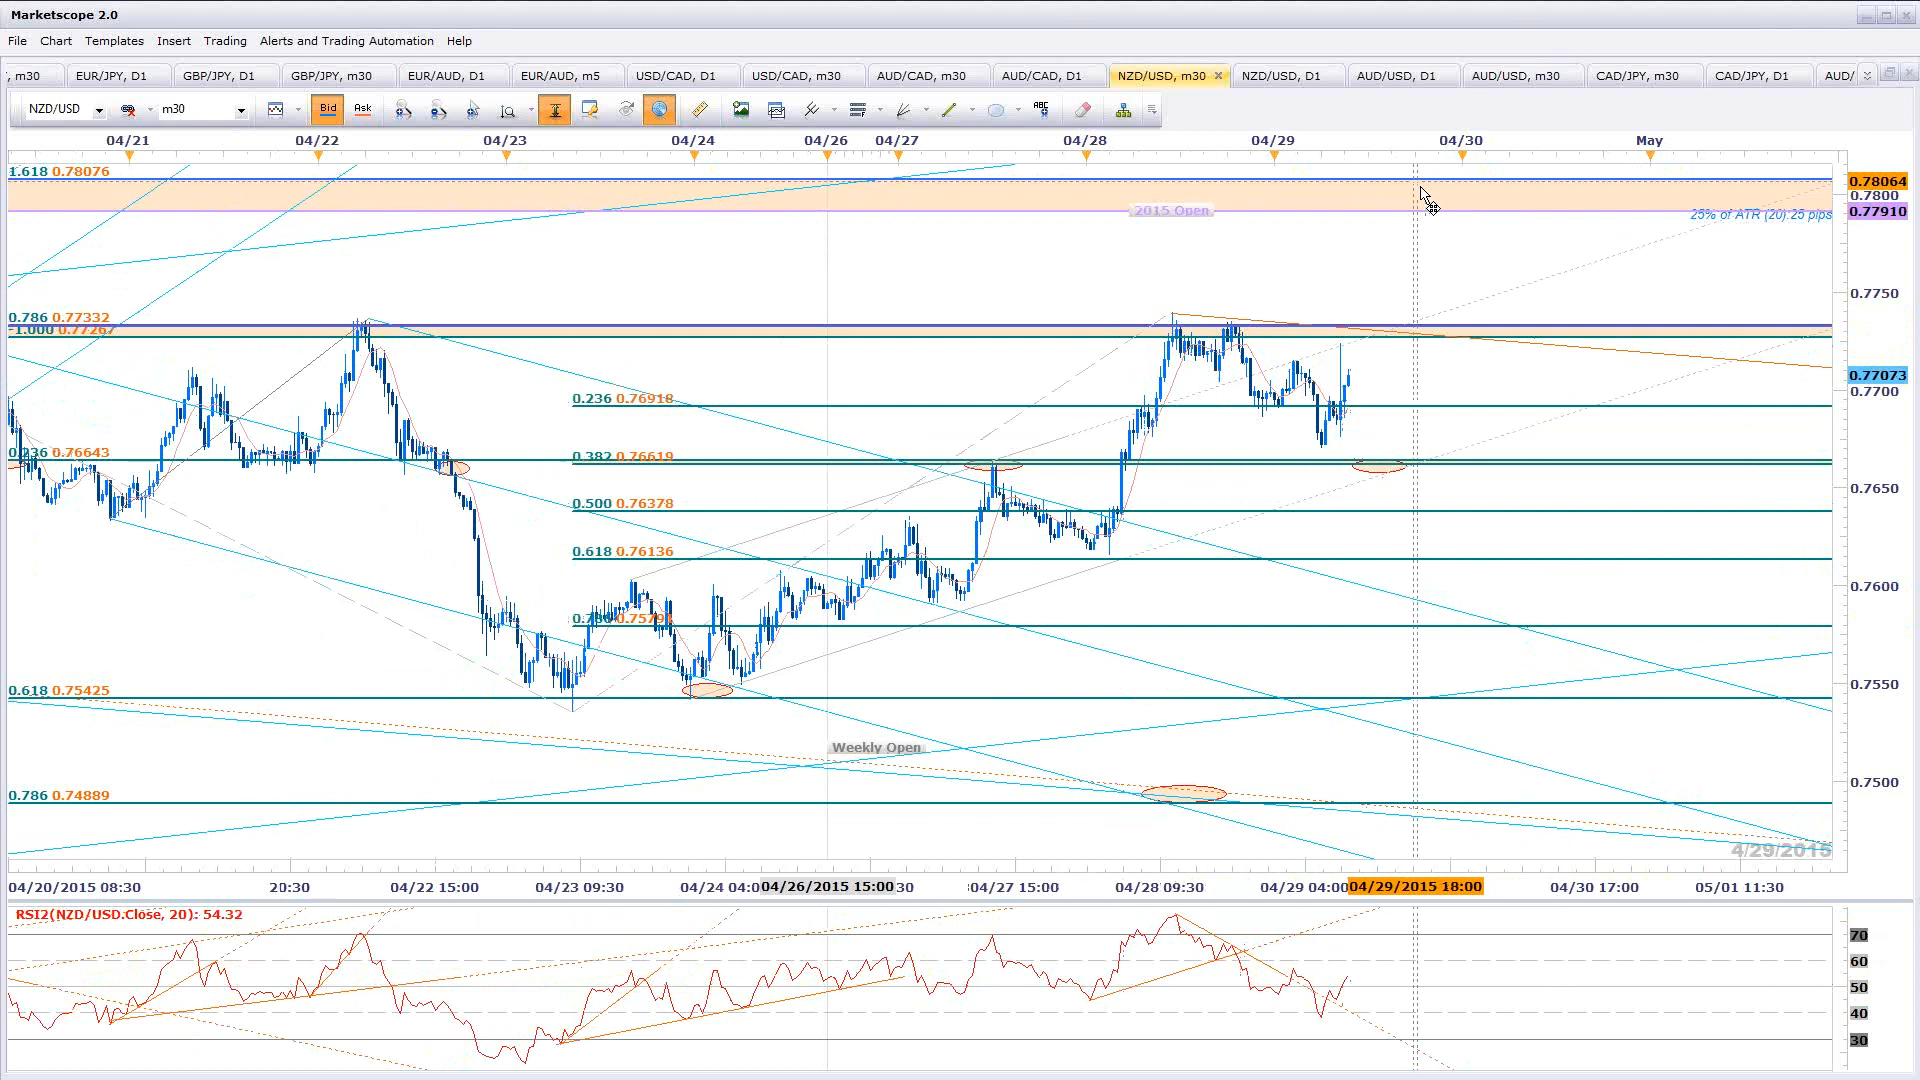 Marketscope 2.0
File Chart Templates Insert Trading Alerts and Trading Automation Help
, m30 EUR/JPY, D1 GBP/JPY, D1 GBP/JPY, m30 EUR/AUD, D1 EUR/AUD, m5 USD/CAD, D1 USD/CAD, m30 AUD/CAD, m30 AUD/CAD, D1 NZD/USD, m30 NZD/USD, D1 AUD/USD, D1 AUD/USD, m30 CAD/JPY, m30 CAD/JPY, D1 AUD/
NZD/USD m30 Bid Ask ABC
04/21 04/22 04/23 04/24 04/26 04/27 04/28 04/29 04/30 May
1.618 0.78076
0.78064
0.7800
2015 Open
0.77910
25% of ATR (20):25 pips
0.7750
0.786 0.77332
-1.000 0.77267
0.77073
0.7700
0.236 0.76918
0.236 0.76643
0.382 0.76619
0.7650
0.500 0.76378
0.618 0.76136
0.7600
0.618 0.75425
0.7550
Weekly Open
0.7500
0.786 0.74889
4/29/2015
04/20/2015 08:30 20:30 04/22 15:00 04/23 09:30 04/24 04:0 04/26/2015 15:00 30 04/27 15:00 04/28 09:30 04/29 04:00 04/29/2015 18:00 04/30 17:00 05/01 11:30
RSI2(NZD/USD.Close, 20): 54.32
70
60
50
40
30